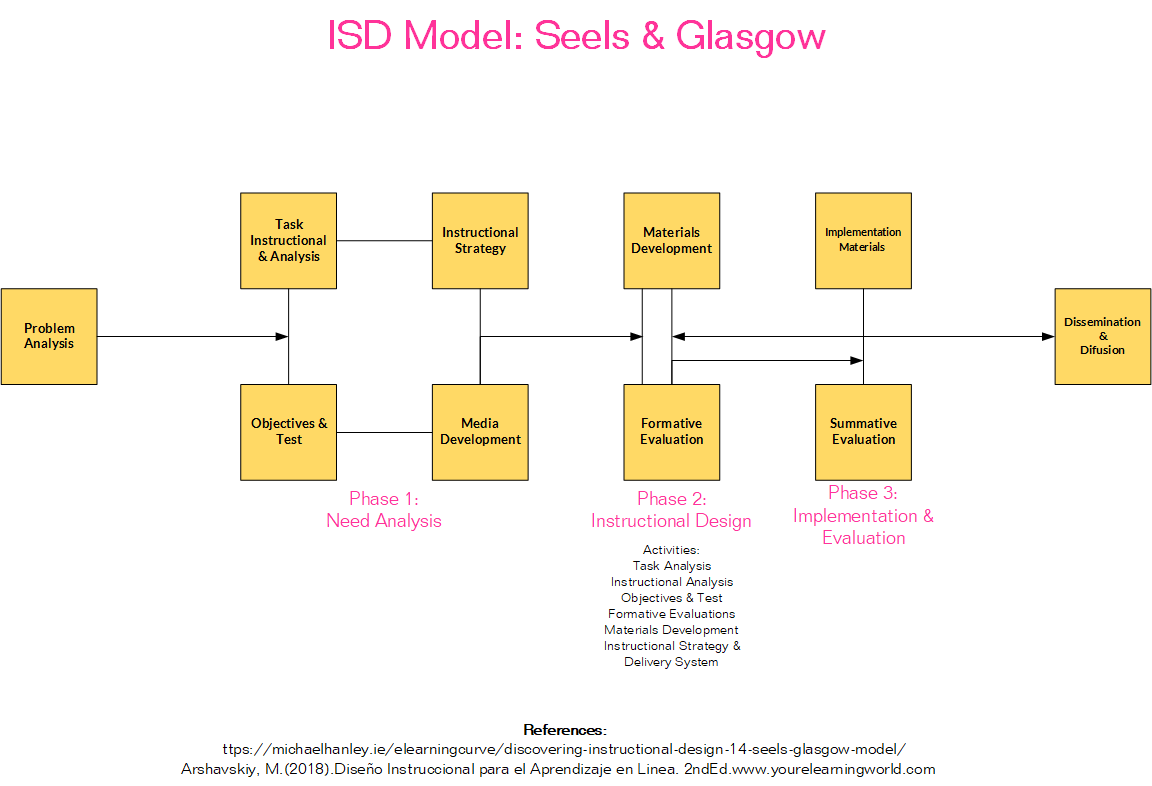 ISD Model: Seels & Glasgow
Task
Instructional
& Analysis
Instructional
Strategy
Materials
Development
Implementation
Materials
Problem
Analysis
Dissemination
&
Difusion
Objectives &
Test
Media
Development
Formative
Evaluation
Summative
Evaluation
Phase 1:
Need Analysis
Phase 2:
Instructional Design
Phase 3:
Implementation &
Evaluation
Activities:
Task Analysis
Instructional Analysis
Objectives & Test
Formative Evaluations
Materials Development
Instructional Strategy &
Delivery System
References:
ttps://michaelhanley.ie/elearningcurve/discovering-instructional-design-14-seels-glasgow-model/
Arshavskiy, M.(2018).Diseño Instruccional para el Aprendizaje en Linea. 2ndEd.www.yourelearningworld.com